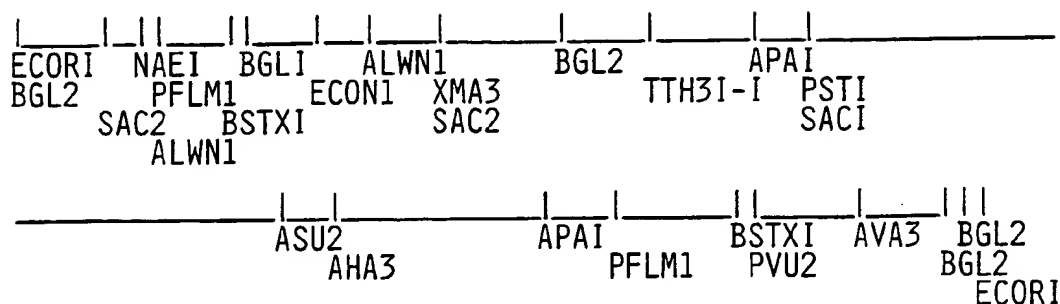 ECORI NAEI BGLI ALWN1 BGL2 APAI
BGL2 PFLM1 ECON1 XMA3 TTH3I-I PSTI
SAC2 BSTXI SAC2 SACI
ALWN1
ASU2 APAI BSTXI AVA3 BGL2
AHA3 PFLM1 PVU2 BGL2
ECORI